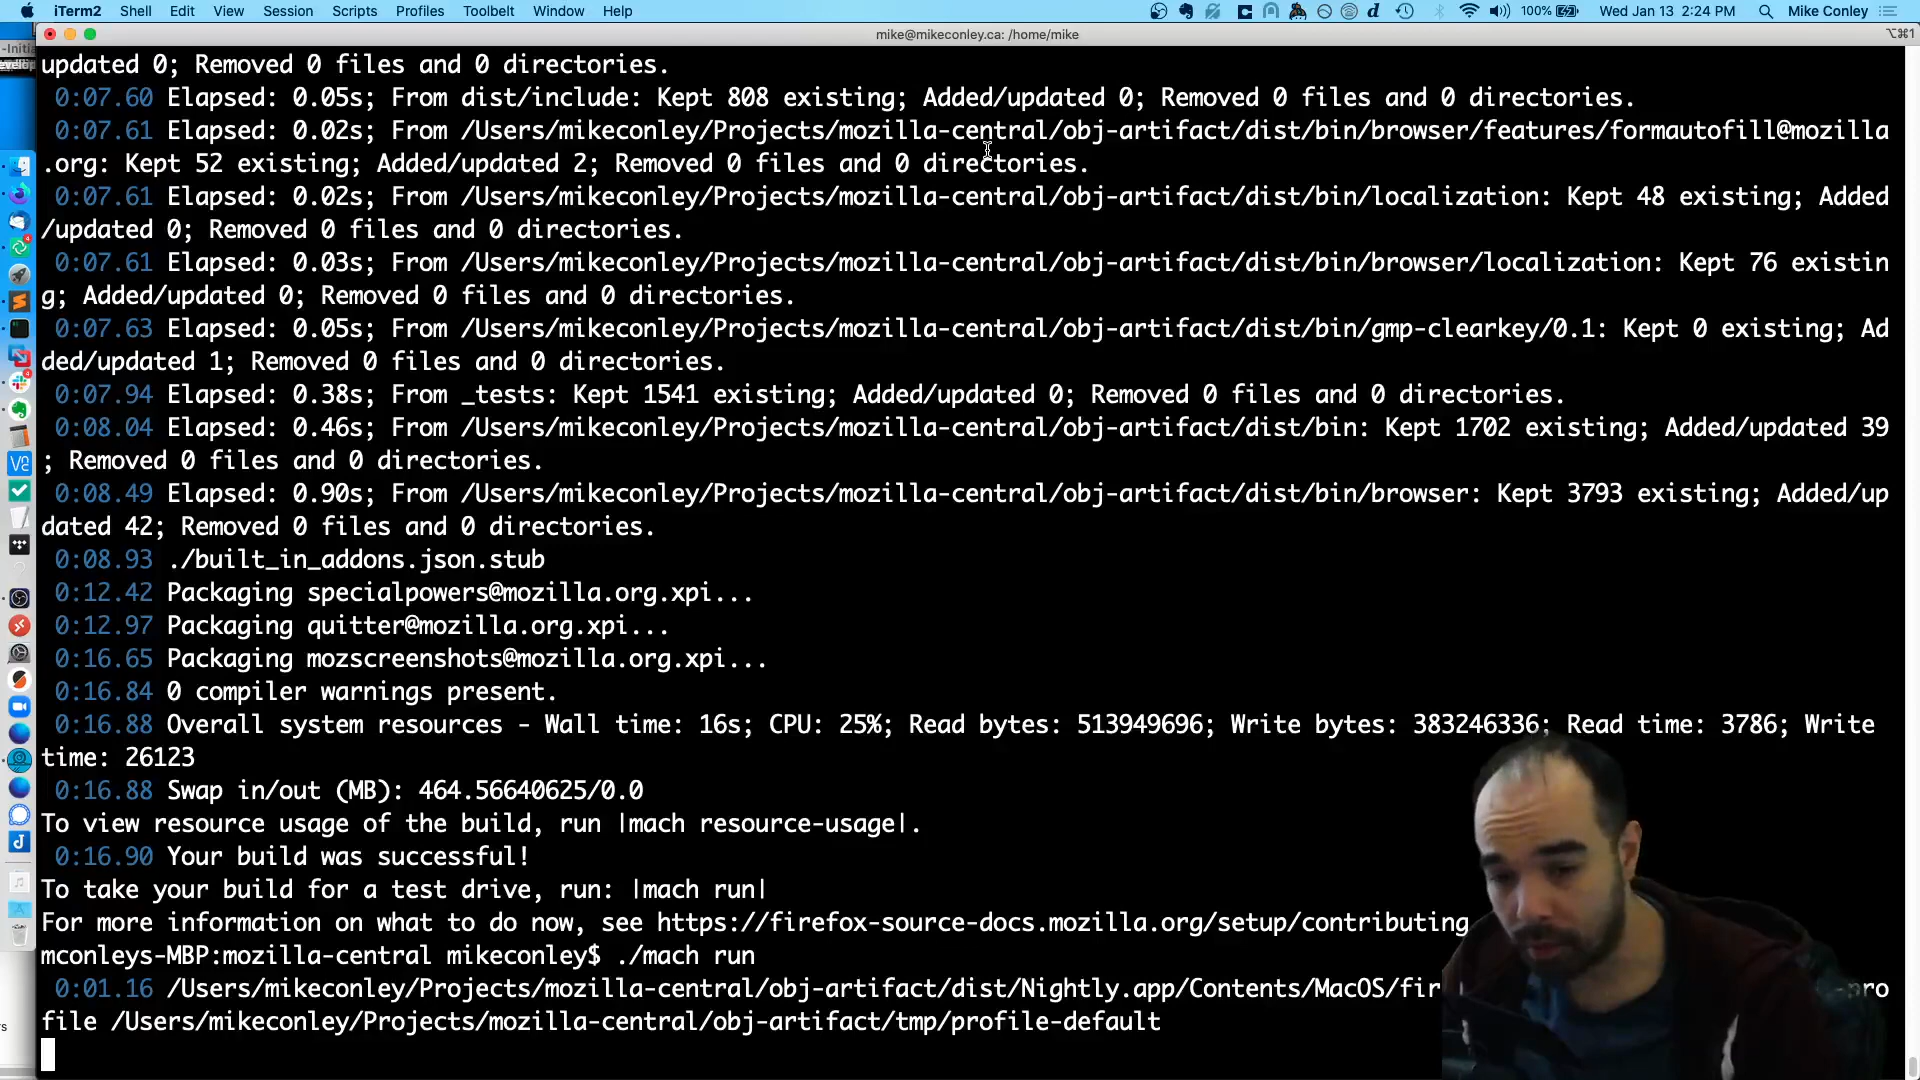 iTerm2 Shell Edit View Session Scripts Profiles Toolbelt Window Help 100% Wed Jan 13 2:24 PM Mike Conley
mike@mikeconley.ca: /home/mike ⌥⌘1
updated 0; Removed 0 files and 0 directories.
0:07.60 Elapsed: 0.05s; From dist/include: Kept 808 existing; Added/updated 0; Removed 0 files and 0 directories.
0:07.61 Elapsed: 0.02s; From /Users/mikeconley/Projects/mozilla-central/obj-artifact/dist/bin/browser/features/formautofill@mozilla
.org: Kept 52 existing; Added/updated 2; Removed 0 files and 0 directories.
0:07.61 Elapsed: 0.02s; From /Users/mikeconley/Projects/mozilla-central/obj-artifact/dist/bin/localization: Kept 48 existing; Added
/updated 0; Removed 0 files and 0 directories.
0:07.61 Elapsed: 0.03s; From /Users/mikeconley/Projects/mozilla-central/obj-artifact/dist/bin/browser/localization: Kept 76 existin
g; Added/updated 0; Removed 0 files and 0 directories.
0:07.63 Elapsed: 0.05s; From /Users/mikeconley/Projects/mozilla-central/obj-artifact/dist/bin/gmp-clearkey/0.1: Kept 0 existing; Ad
ded/updated 1; Removed 0 files and 0 directories.
0:07.94 Elapsed: 0.38s; From _tests: Kept 1541 existing; Added/updated 0; Removed 0 files and 0 directories.
0:08.04 Elapsed: 0.46s; From /Users/mikeconley/Projects/mozilla-central/obj-artifact/dist/bin: Kept 1702 existing; Added/updated 39
; Removed 0 files and 0 directories.
0:08.49 Elapsed: 0.90s; From /Users/mikeconley/Projects/mozilla-central/obj-artifact/dist/bin/browser: Kept 3793 existing; Added/up
dated 42; Removed 0 files and 0 directories.
0:08.93 ./built_in_addons.json.stub
0:12.42 Packaging specialpowers@mozilla.org.xpi...
0:12.97 Packaging quitter@mozilla.org.xpi...
0:16.65 Packaging mozscreenshots@mozilla.org.xpi...
0:16.84 0 compiler warnings present.
0:16.88 Overall system resources - Wall time: 16s; CPU: 25%; Read bytes: 513949696; Write bytes: 383246336; Read time: 3786; Write
time: 26123
0:16.88 Swap in/out (MB): 464.56640625/0.0
To view resource usage of the build, run |mach resource-usage|.
0:16.90 Your build was successful!
To take your build for a test drive, run: |mach run|
For more information on what to do now, see https://firefox-source-docs.mozilla.org/setup/contributing
mconleys-MBP:mozilla-central mikeconley$ ./mach run
0:01.16 /Users/mikeconley/Projects/mozilla-central/obj-artifact/dist/Nightly.app/Contents/MacOS/fir pro
file /Users/mikeconley/Projects/mozilla-central/obj-artifact/tmp/profile-default